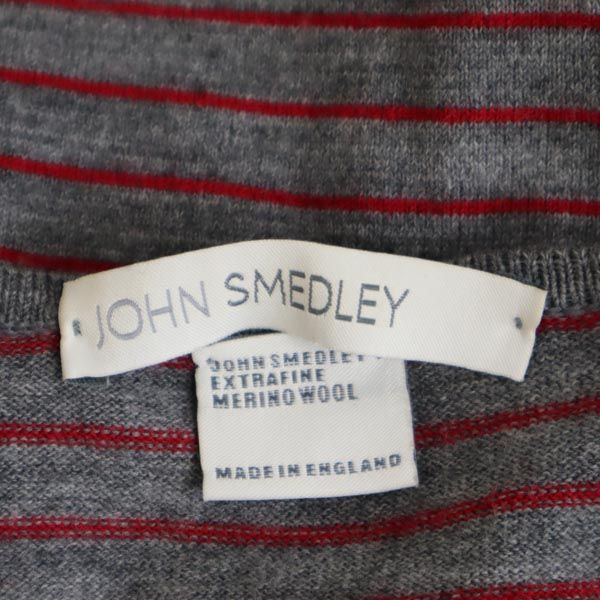 JOHN SMEDLEY
JOHN SMEDLEY
EXTRAFINE
MERINO WOOL
MADE IN ENGLAND